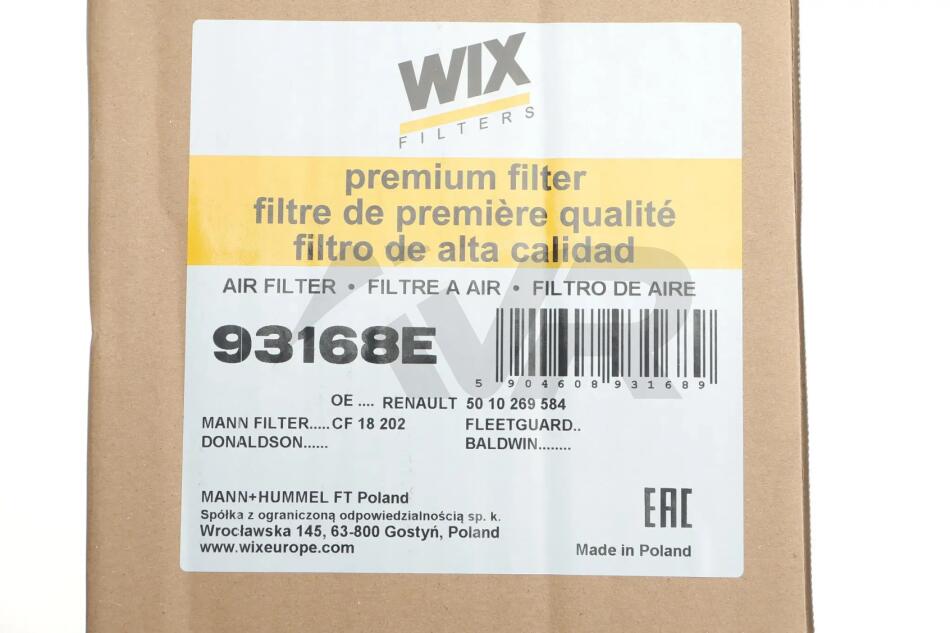 WIX
FILTERS
premium filter
filtre de première qualité
filtro de alta calidad
AIR FILTER • FILTRE A AIR • FILTRO DE AIRE
93168E
5 904608 931689
OE .... RENAULT 50 10 269 584
MANN FILTER.....CF 18 202 FLEETGUARD..
DONALDSON...... BALDWIN........
MANN+HUMMEL FT Poland
Spółka z ograniczoną odpowiedzialnością sp. k.
Wrocławska 145, 63-800 Gostyń, Poland
www.wixeurope.com
EAC
Made in Poland